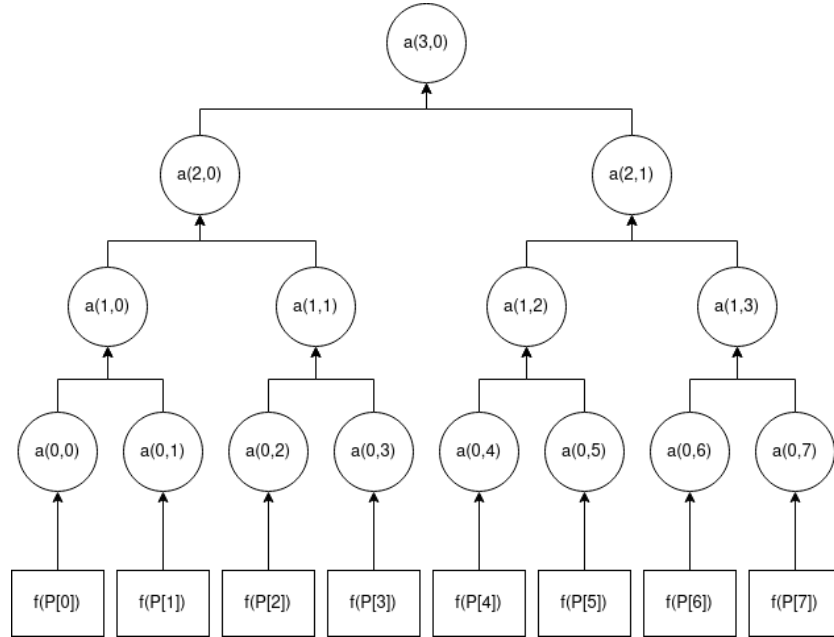 a(3,0)
a(2,0) a(2,1)
a(1,0) a(1,1) a(1,2) a(1,3)
a(0,0) a(0,1) a(0,2) a(0,3) a(0,4) a(0,5) a(0,6) a(0,7)
f(P[0]) f(P[1]) f(P[2]) f(P[3]) f(P[4]) f(P[5]) f(P[6]) f(P[7])